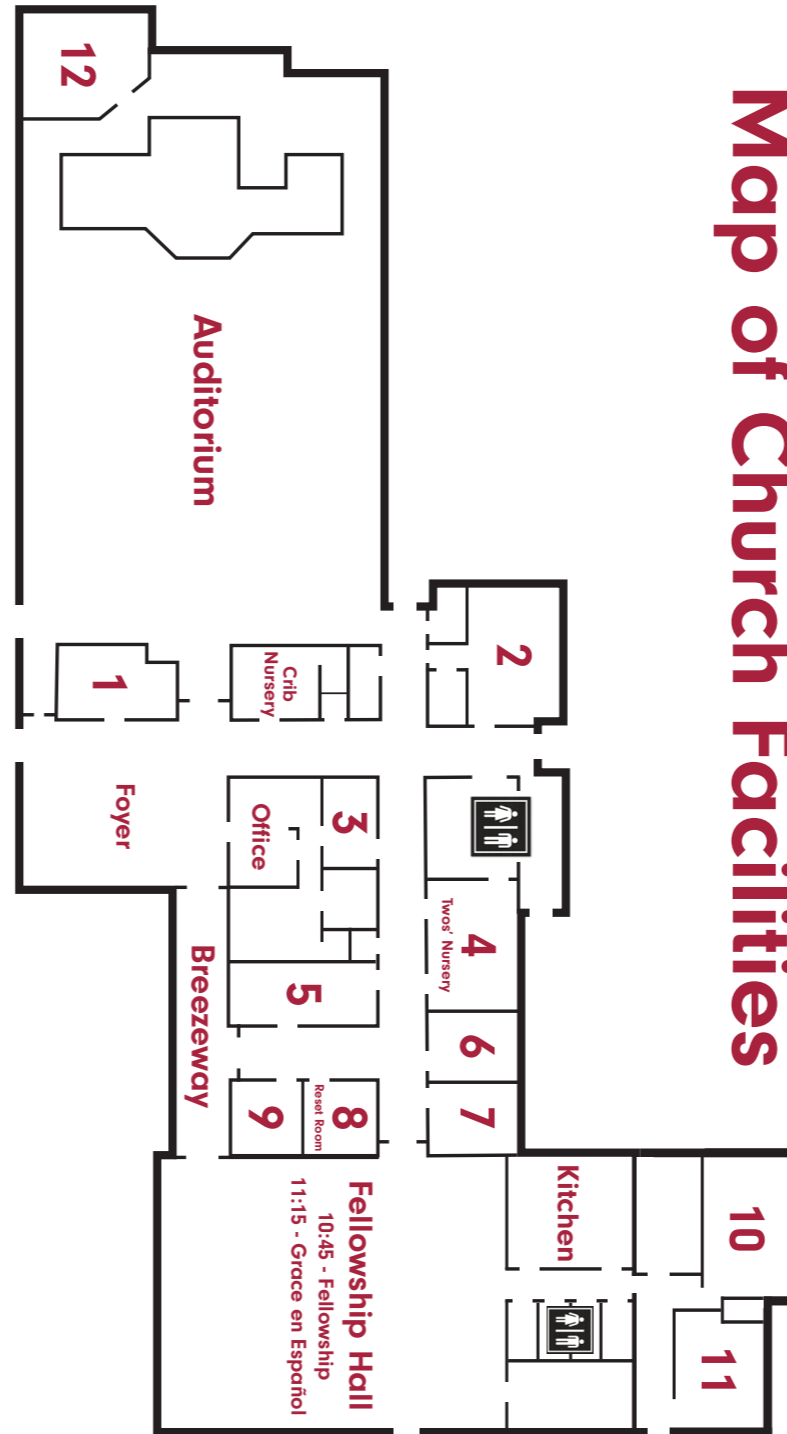 Map of Church Facilities
10
11
2
4
Twos' Nursery
6
7
Kitchen
Crib
Nursery
3
Office
5
8
Reset Room
9
Fellowship Hall
10:45 - Fellowship
11:15 - Grace en Español
12
Auditorium
1
Foyer
Breezeway